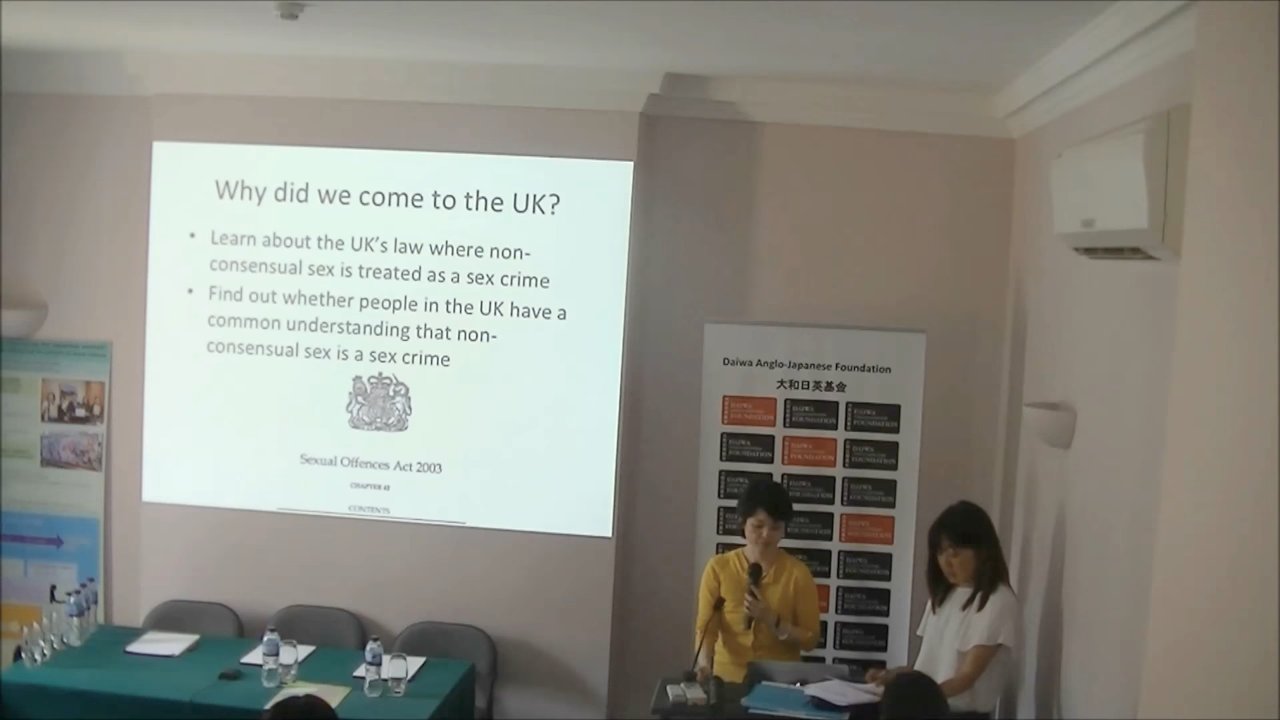 Why did we come to the UK?
• Learn about the UK's law where non-
consensual sex is treated as a sex crime
• Find out whether people in the UK have a
common understanding that non-
consensual sex is a sex crime
Sexual Offences Act 2003
CHAPTER 42
CONTENTS
Daiwa Anglo-Japanese Foundation
大和日英基金